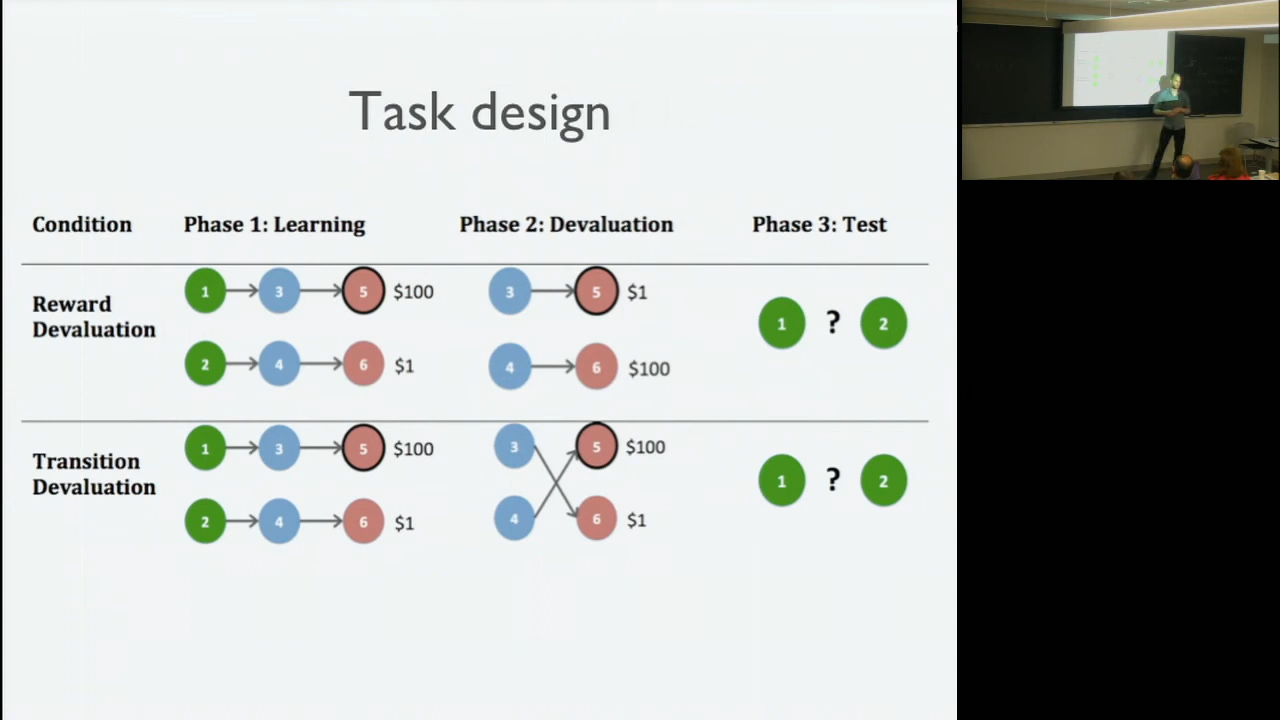 Task design
Condition Phase 1: Learning Phase 2: Devaluation Phase 3: Test
Reward
Devaluation
1 3 5 $100 3 5 $1
1 ? 2
2 4 6 $1 4 6 $100
Transition
Devaluation
1 3 5 $100 3 5 $100
1 ? 2
2 4 6 $1 4 6 $1